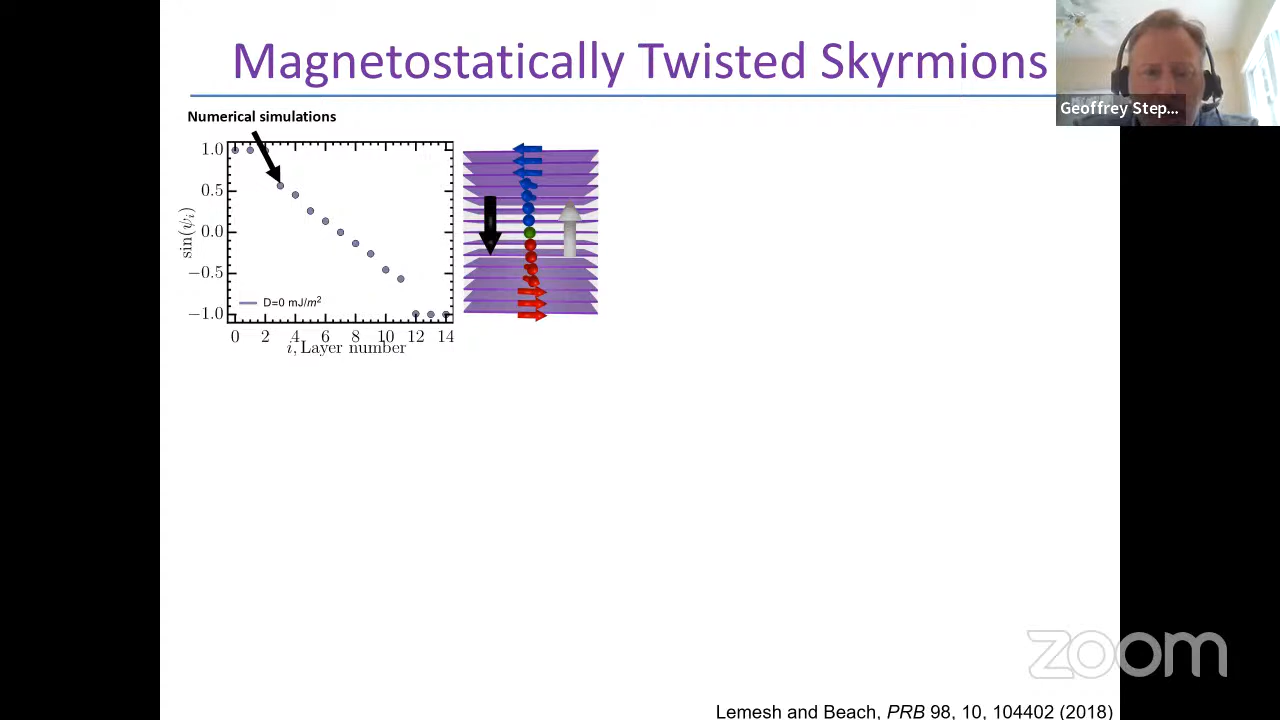 Magnetostatically Twisted Skyrmions
Geoffrey Step...
Numerical simulations
1.0
0.5
0.0
−0.5
−1.0
sin(ψi)
D=0 mJ/m²
0 2 4 6 8 10 12 14
i, Layer number
zoom
Lemesh and Beach, PRB 98, 10, 104402 (2018)